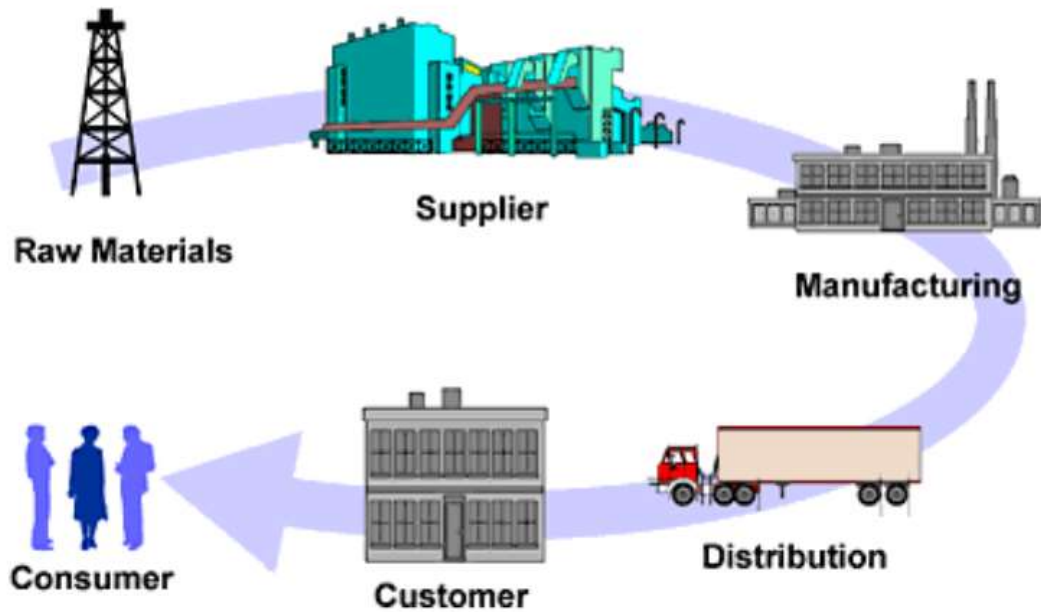 Raw Materials
Supplier
Manufacturing
Distribution
Customer
Consumer